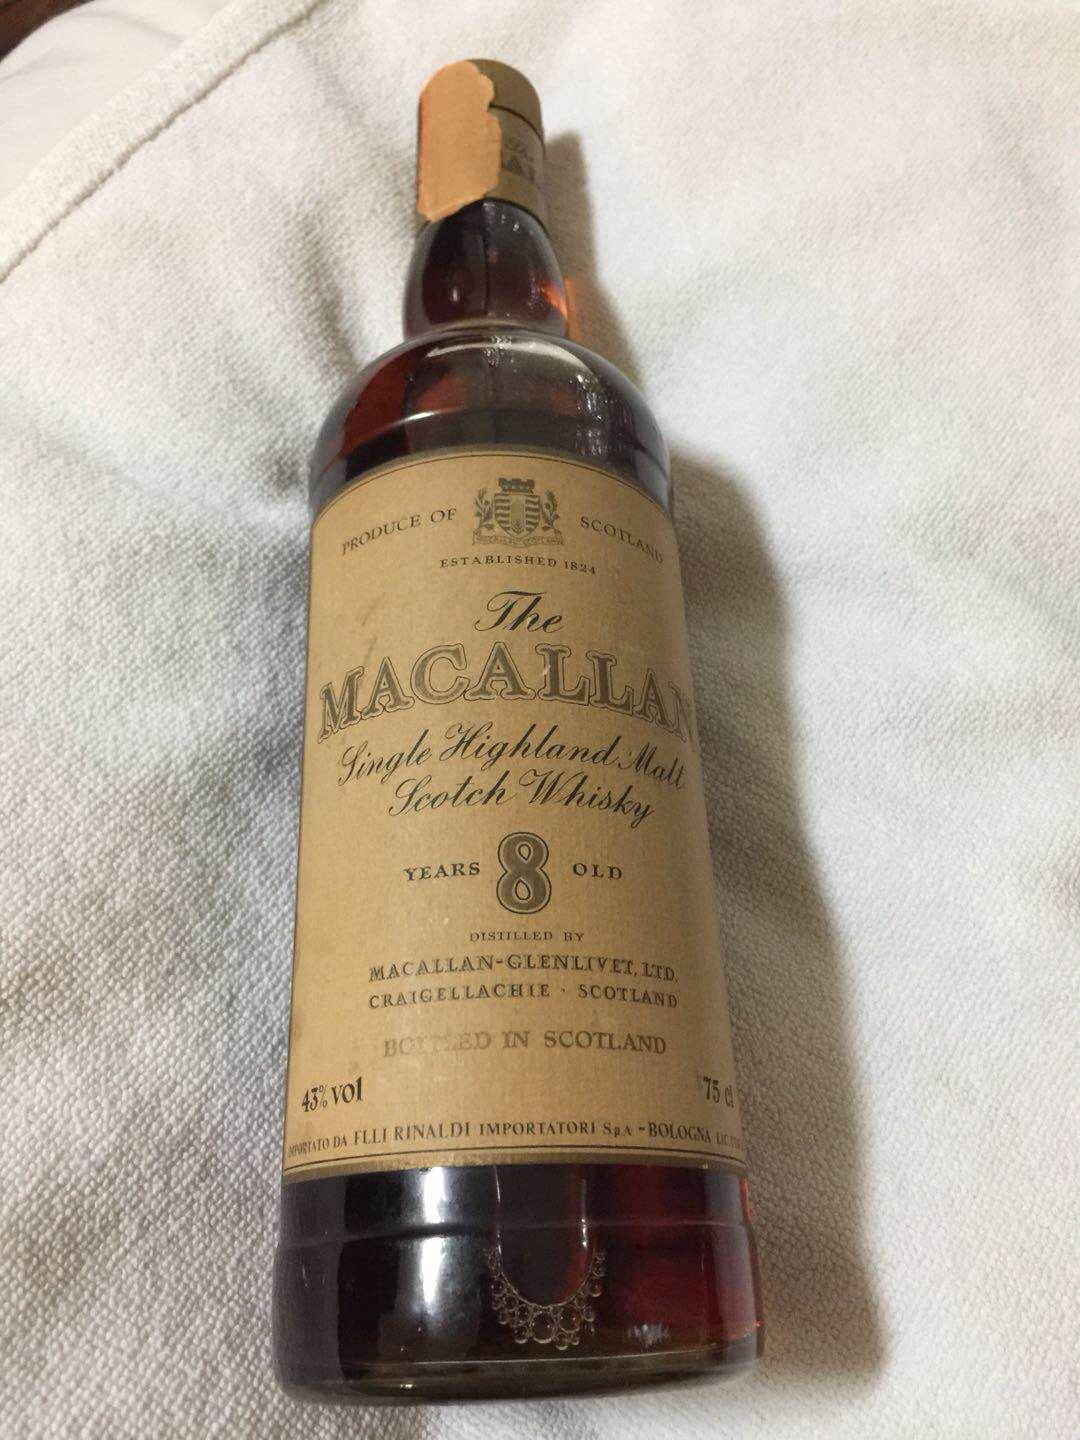 PRODUCE OF SCOTLAND
ESTABLISHED 1824
The
MACALLAN
Single Highland Malt
Scotch Whisky
YEARS 8 OLD
DISTILLED BY
MACALLAN-GLENLIVET, LTD.
CRAIGELLACHIE · SCOTLAND
BOTTLED IN SCOTLAND
43% vol 75 cl
IMPORTATO DA FLLI RINALDI IMPORTATORI S.p.A - BOLOGNA